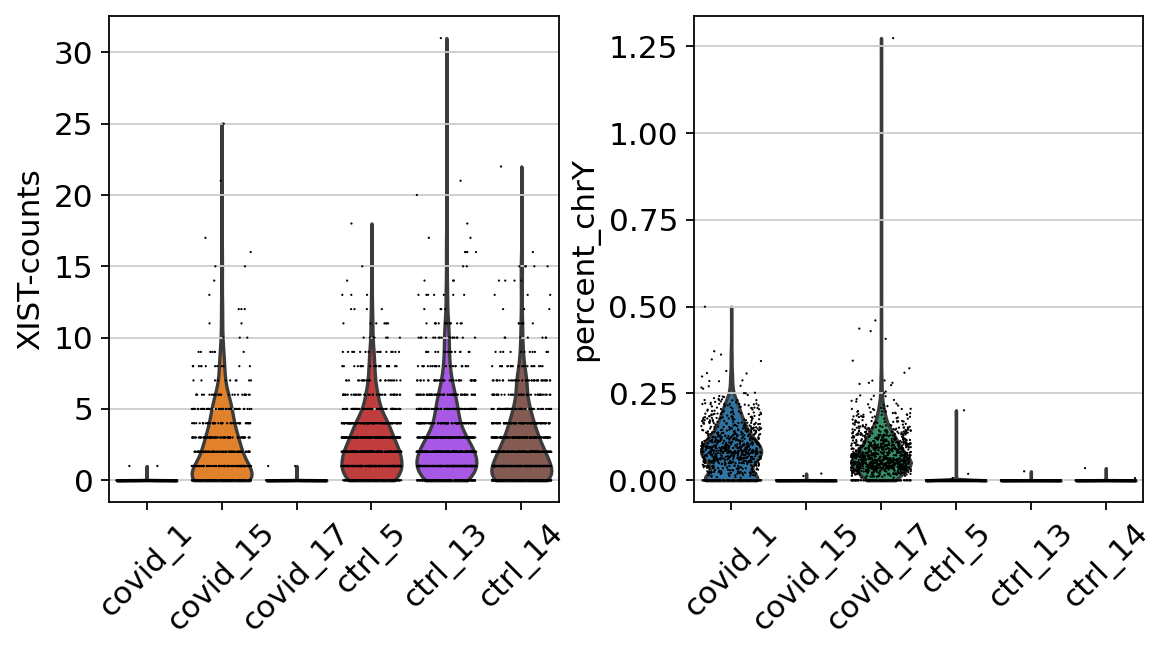 XIST-counts
30
25
20
15
10
5
0
covid_1
covid_15
covid_17
ctrl_5
ctrl_13
ctrl_14
percent_chrY
1.25
1.00
0.75
0.50
0.25
0.00
covid_1
covid_15
covid_17
ctrl_5
ctrl_13
ctrl_14